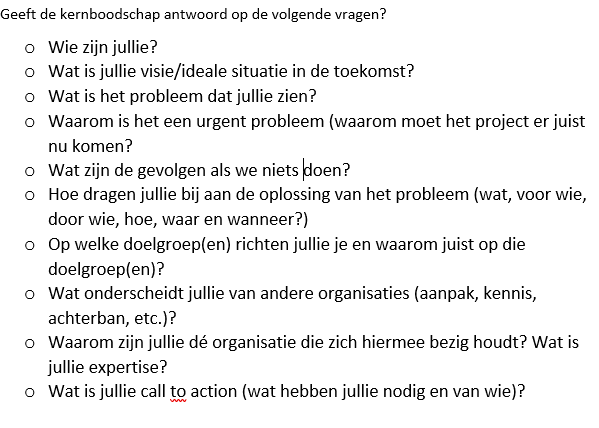 Geeft de kernboodschap antwoord op de volgende vragen?
o Wie zijn jullie?
o Wat is jullie visie/ideale situatie in de toekomst?
o Wat is het probleem dat jullie zien?
o Waarom is het een urgent probleem (waarom moet het project er juist
nu komen?
o Wat zijn de gevolgen als we niets doen?
o Hoe dragen jullie bij aan de oplossing van het probleem (wat, voor wie,
door wie, hoe, waar en wanneer?)
o Op welke doelgroep(en) richten jullie je en waarom juist op die
doelgroep(en)?
o Wat onderscheidt jullie van andere organisaties (aanpak, kennis,
achterban, etc.)?
o Waarom zijn jullie dé organisatie die zich hiermee bezig houdt? Wat is
jullie expertise?
o Wat is jullie call to action (wat hebben jullie nodig en van wie)?